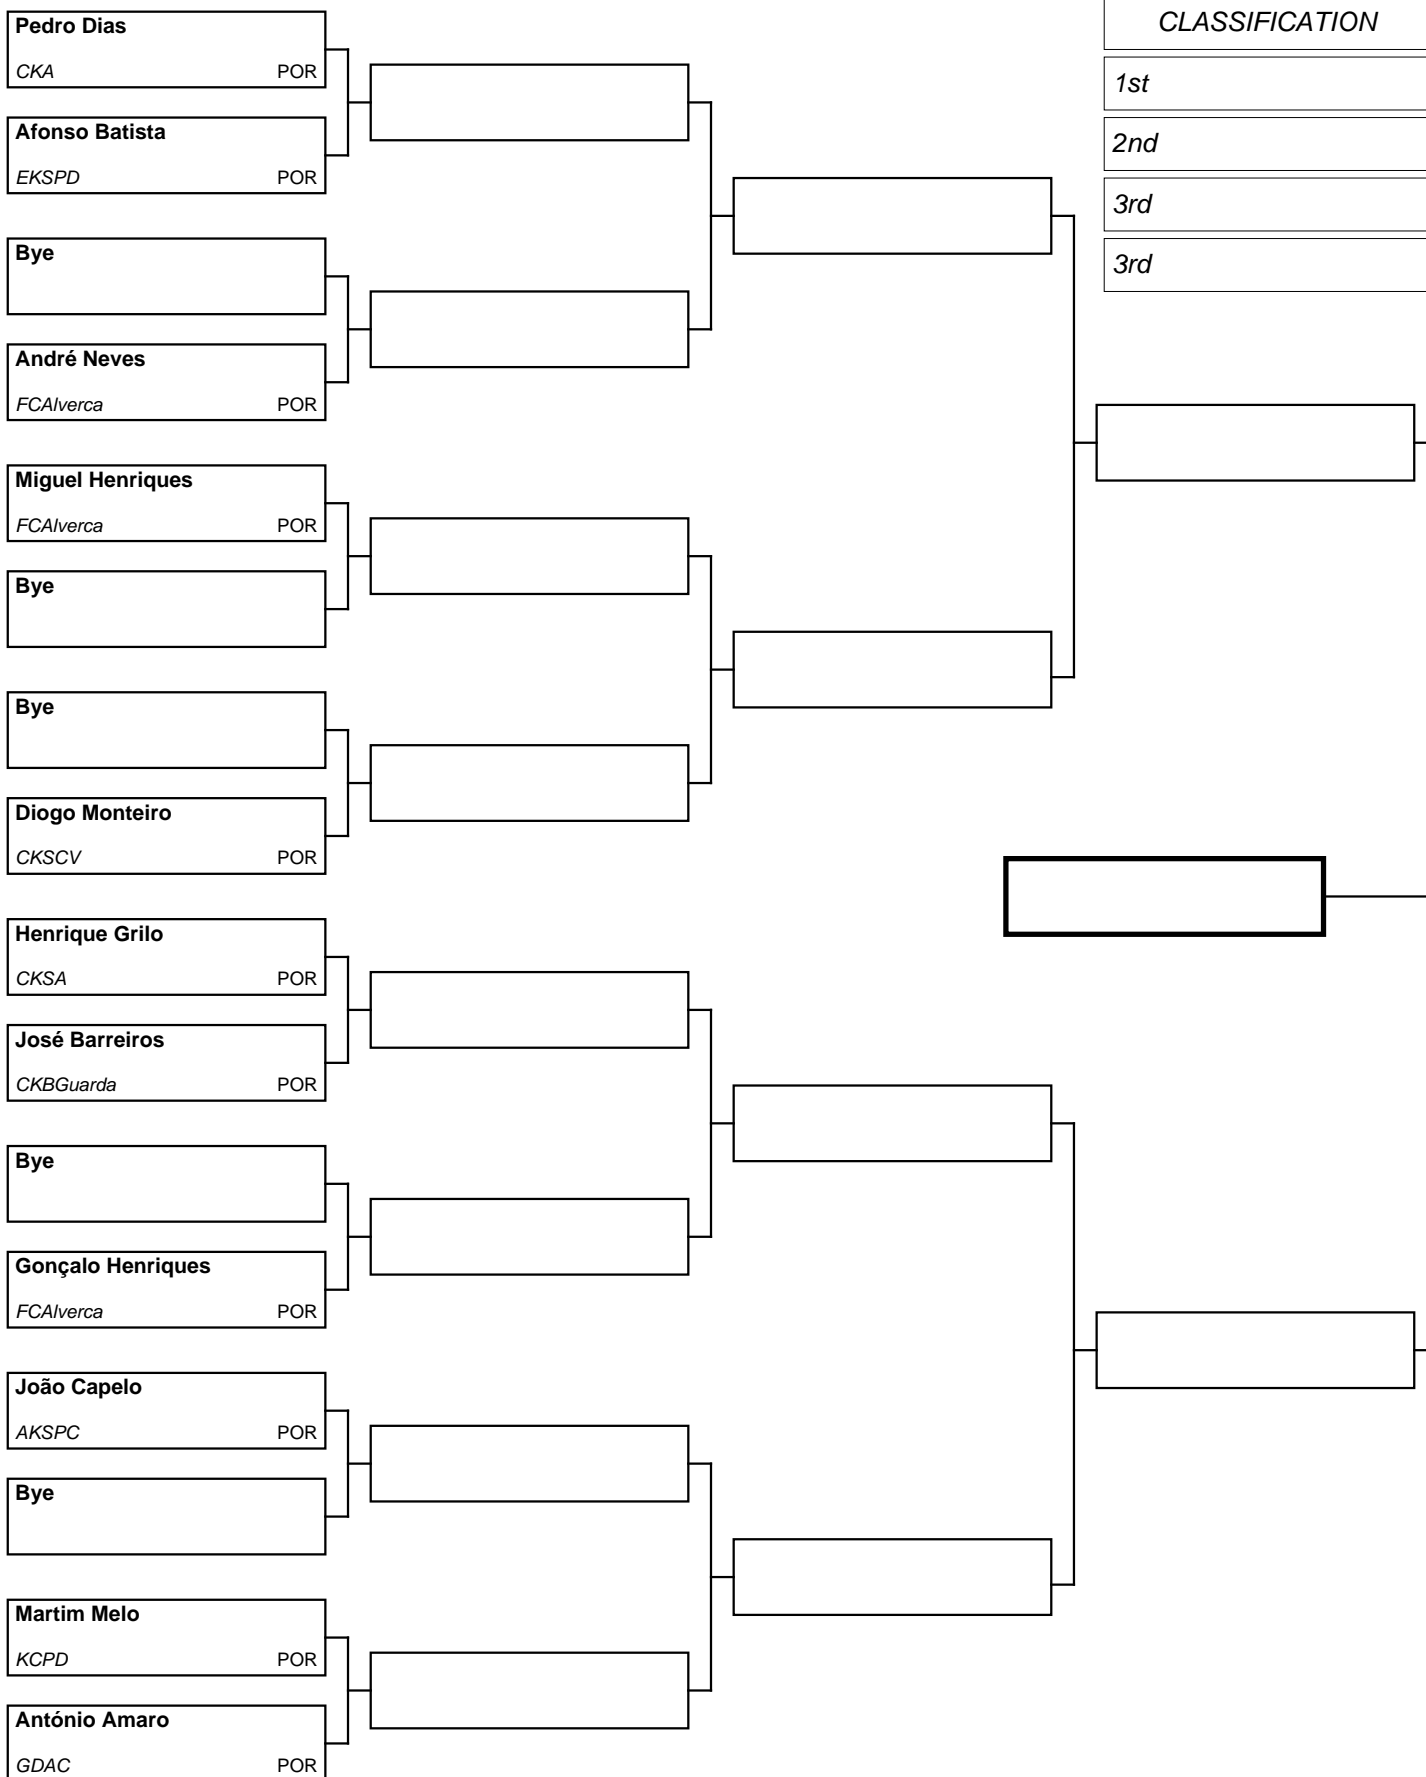 Pedro Dias
CKA POR
Afonso Batista
EKSPD POR
Bye
André Neves
FCAlverca POR
Miguel Henriques
FCAlverca POR
Bye
Bye
Diogo Monteiro
CKSCV POR
Henrique Grilo
CKSA POR
José Barreiros
CKBGuarda POR
Bye
Gonçalo Henriques
FCAlverca POR
João Capelo
AKSPC POR
Bye
Martim Melo
KCPD POR
António Amaro
GDAC POR
CLASSIFICATION
1st
2nd
3rd
3rd